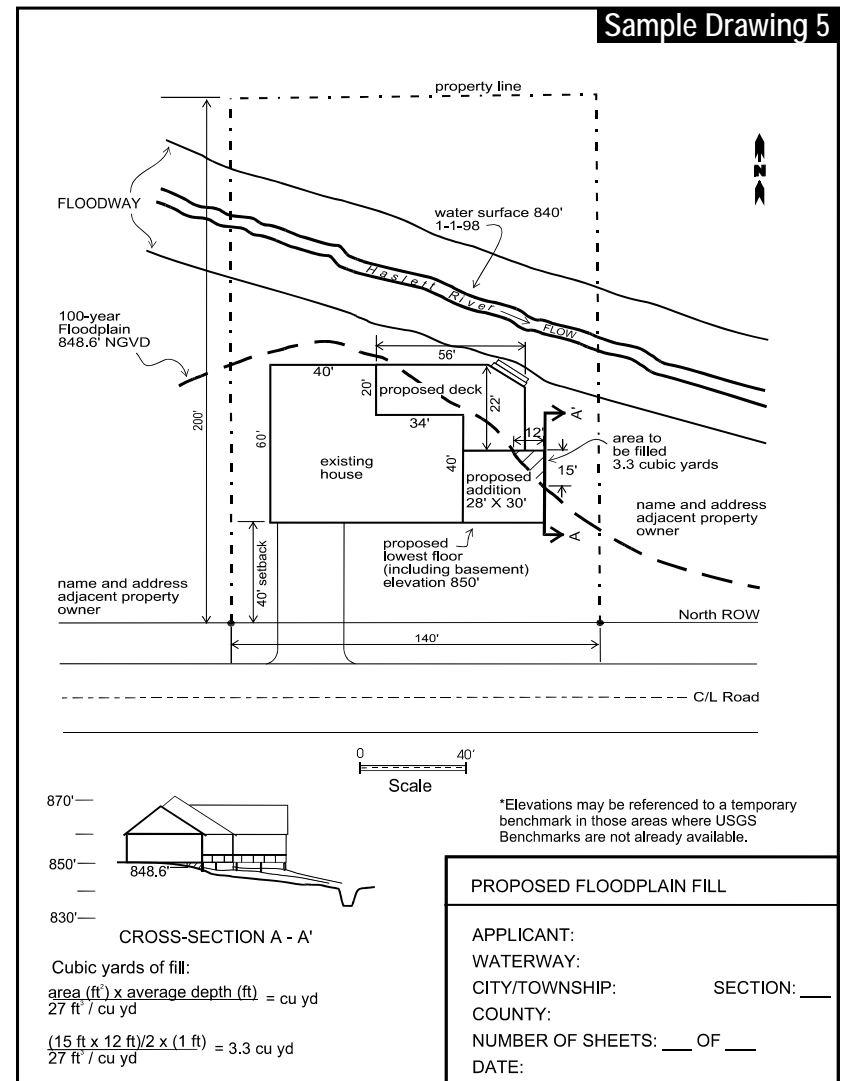 Sample Drawing 5
property line
N
FLOODWAY
water surface 840'
1-1-98
Haslett River
FLOW
100-year
Floodplain
848.6' NGVD
56'
40'
20'
proposed deck
22'
200'
34'
12'
A'
area to
be filled
3.3 cubic yards
60'
existing
house
40'
proposed
addition
28' X 30'
15'
name and address
adjacent property
owner
A
proposed
lowest floor
(including basement)
elevation 850'
40' setback
name and address
adjacent property
owner
North ROW
140'
C/L Road
0 40'
Scale
870'
850'
848.6'
830'
CROSS-SECTION A - A'
*Elevations may be referenced to a temporary
benchmark in those areas where USGS
Benchmarks are not already available.
Cubic yards of fill:
area (ft²) x average depth (ft)
27 ft³ / cu yd
= cu yd
(15 ft x 12 ft)/2 x (1 ft)
27 ft³ / cu yd
= 3.3 cu yd
PROPOSED FLOODPLAIN FILL
APPLICANT:
WATERWAY:
CITY/TOWNSHIP: SECTION: ___
COUNTY:
NUMBER OF SHEETS: ___ OF ___
DATE: